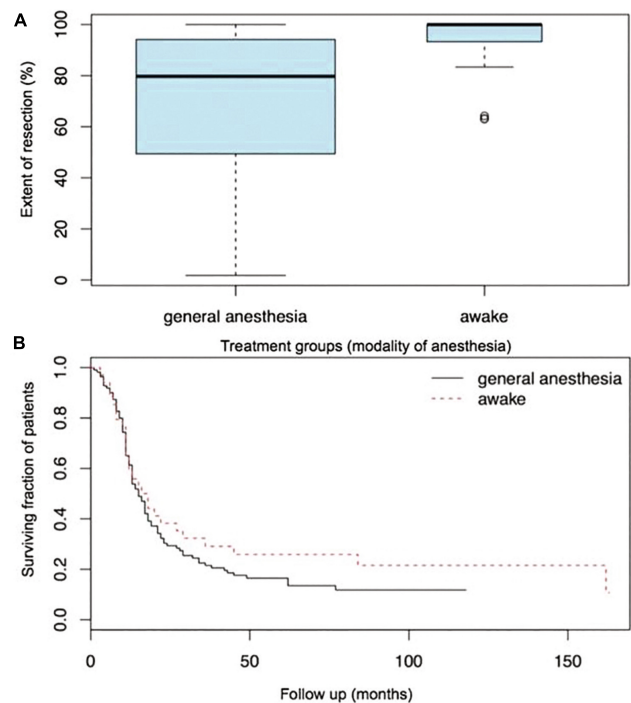 A
Extent of resection (%)
100
80
60
40
20
0
general anesthesia
awake
Treatment groups (modality of anesthesia)
B
Surviving fraction of patients
1.0
0.8
0.6
0.4
0.2
0.0
general anesthesia
awake
0
50
100
150
Follow up (months)